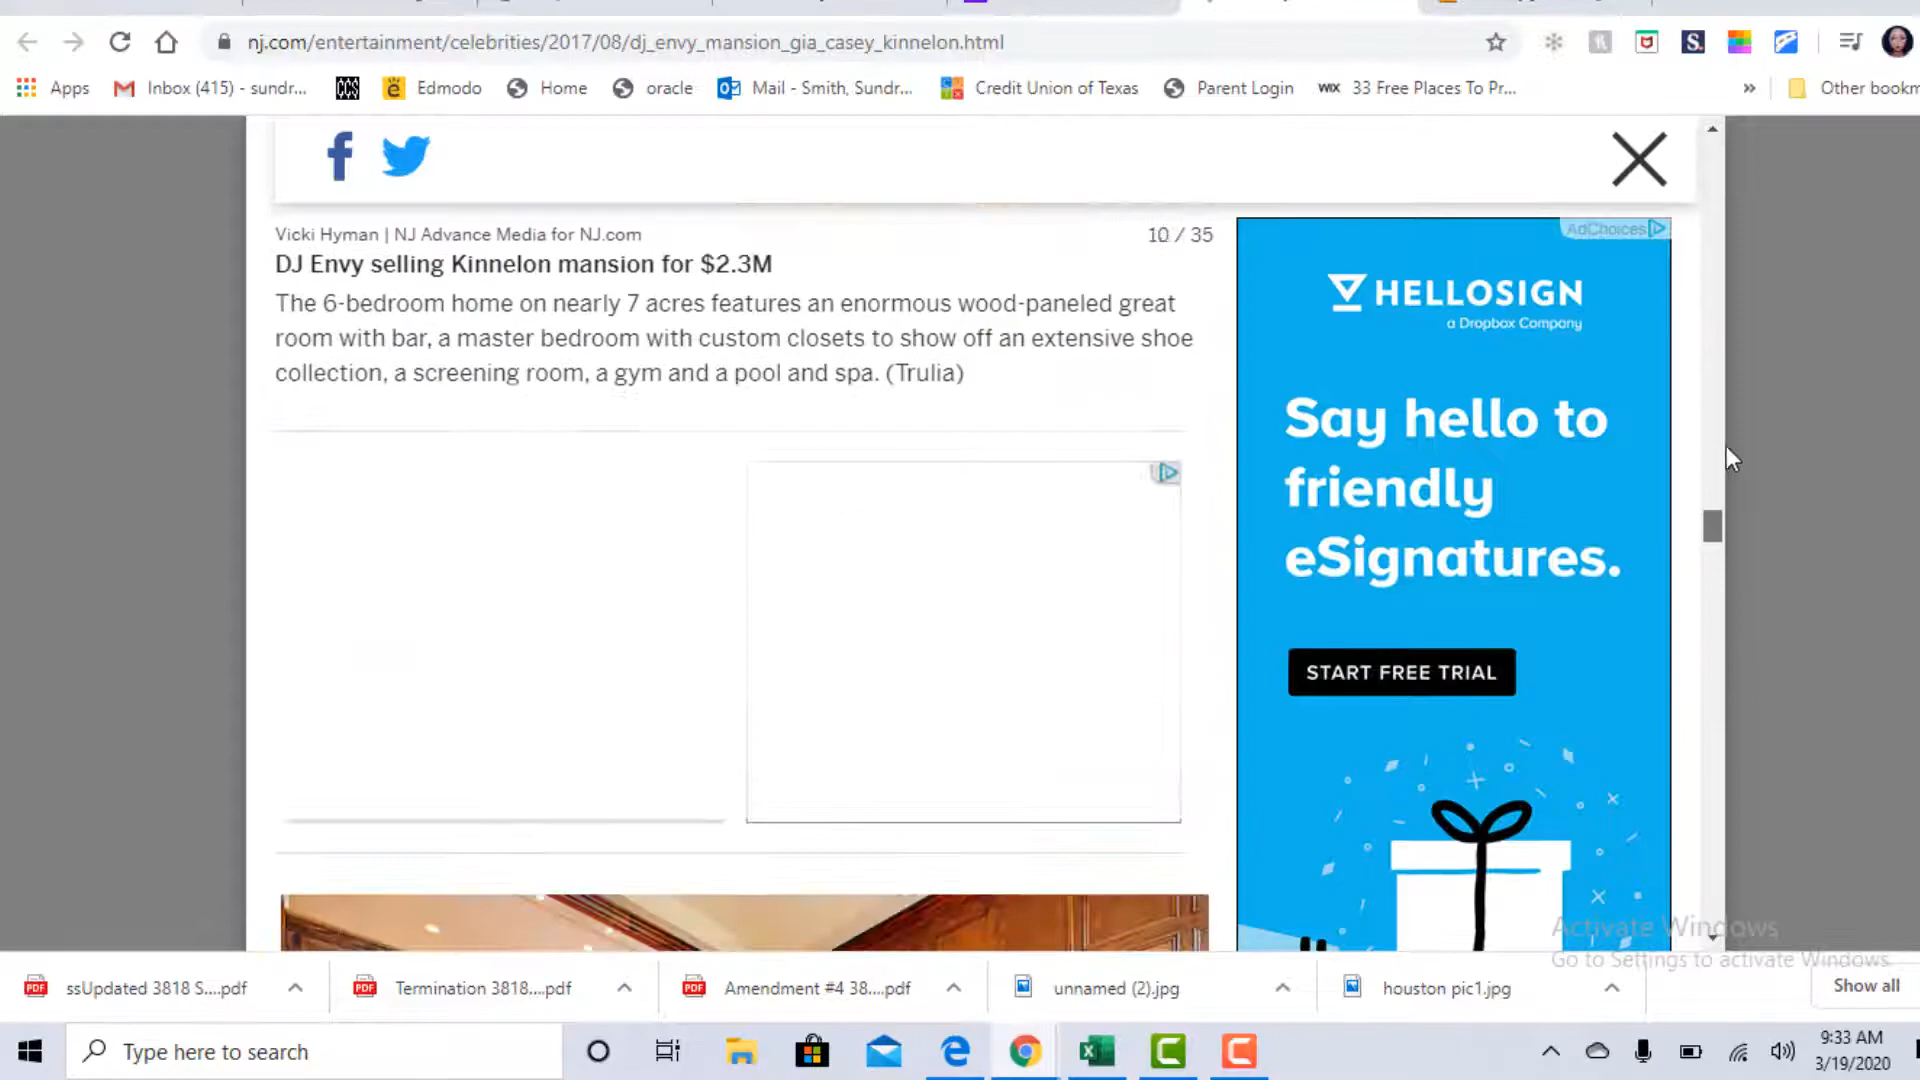 nj.com/entertainment/celebrities/2017/08/dj_envy_mansion_gia_casey_kinnelon.html
Apps
Inbox (415) - sundr...
CCS
Edmodo
Home
oracle
Mail - Smith, Sundr...
Credit Union of Texas
Parent Login
WIX
33 Free Places To Pr...
»
Other bookm
Vicki Hyman | NJ Advance Media for NJ.com
10 / 35
DJ Envy selling Kinnelon mansion for $2.3M
The 6-bedroom home on nearly 7 acres features an enormous wood-paneled great
room with bar, a master bedroom with custom closets to show off an extensive shoe
collection, a screening room, a gym and a pool and spa. (Trulia)
AdChoices
HELLOSIGN
a Dropbox Company
Say hello to
friendly
eSignatures.
START FREE TRIAL
Activate Windows
Go to Settings to activate Windows.
PDF
ssUpdated 3818 S....pdf
PDF
Termination 3818....pdf
PDF
Amendment #4 38....pdf
unnamed (2).jpg
houston pic1.jpg
Show all
Type here to search
9:33 AM
3/19/2020